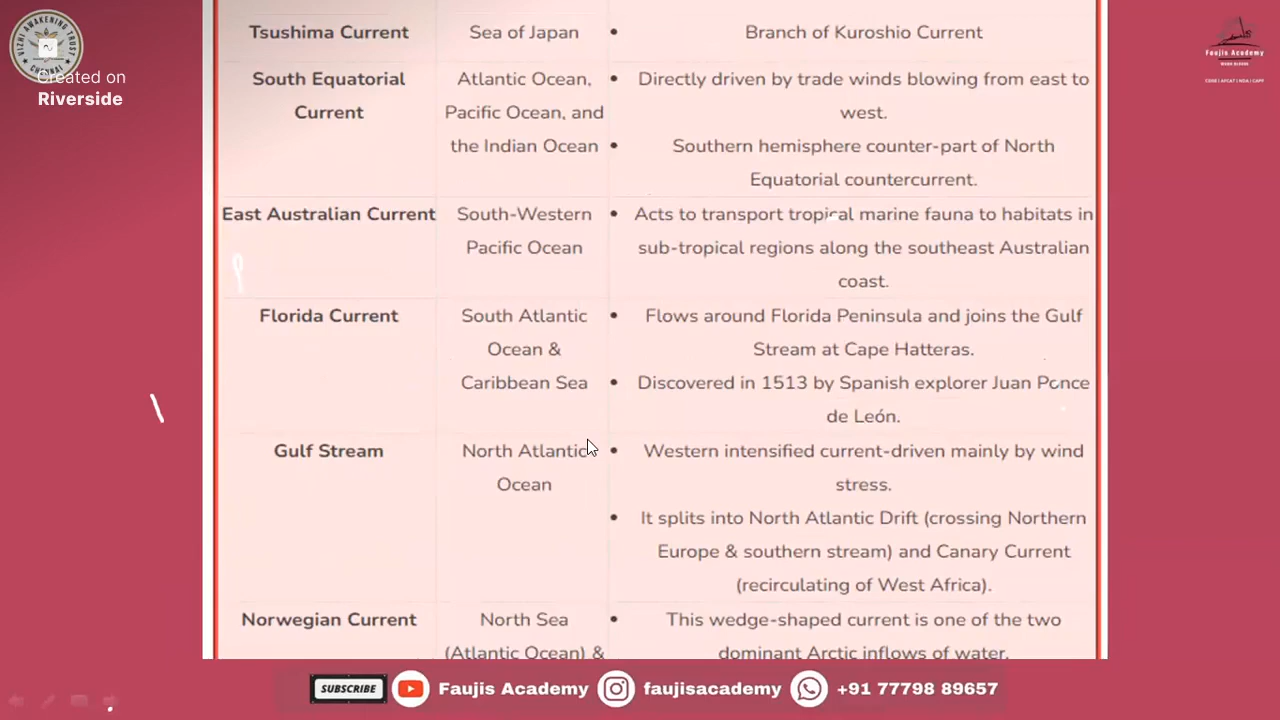 VIZHI AWAKENING TRUST
CHENNAI
Created on
Riverside
Faujis Academy
Tsushima Current
Sea of Japan
• Branch of Kuroshio Current
South Equatorial
Current
Atlantic Ocean,
Pacific Ocean, and
the Indian Ocean
• Directly driven by trade winds blowing from east to
west.
• Southern hemisphere counter-part of North
Equatorial countercurrent.
East Australian Current
South-Western
Pacific Ocean
• Acts to transport tropical marine fauna to habitats in
sub-tropical regions along the southeast Australian
coast.
Florida Current
South Atlantic
Ocean &
Caribbean Sea
• Flows around Florida Peninsula and joins the Gulf
Stream at Cape Hatteras.
• Discovered in 1513 by Spanish explorer Juan Ponce
de León.
Gulf Stream
North Atlantic
Ocean
• Western intensified current-driven mainly by wind
stress.
• It splits into North Atlantic Drift (crossing Northern
Europe & southern stream) and Canary Current
(recirculating of West Africa).
Norwegian Current
North Sea
(Atlantic Ocean) &
• This wedge-shaped current is one of the two
dominant Arctic inflows of water.
SUBSCRIBE
Faujis Academy
faujisacademy
+91 77798 89657